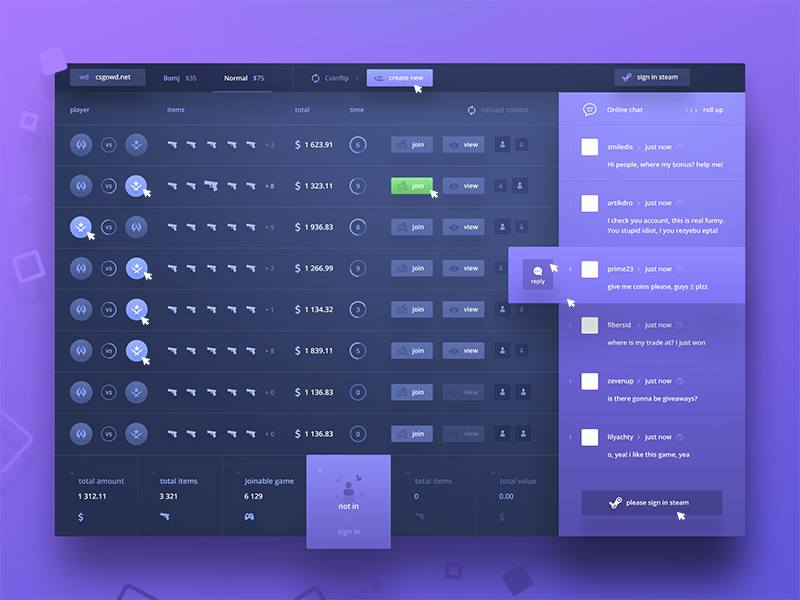 wd csgowd.net Bomj $35 Normal $75 Coinflip create new sign in steam
player items total time reload rooms
Online chat roll up
vs + 3 $ 1 623.91 6 join view
vs + 8 $ 1 323.11 9 join view
vs + 9 $ 1 936.83 8 join view
vs + 2 $ 1 266.99 9 join view
vs + 1 $ 1 134.32 3 join view
vs + 8 $ 1 839.11 5 join view
vs + 0 $ 1 136.83 0 join view
vs + 0 $ 1 136.83 0 join view
smiledis just now
Hi people, where my bonus? help me!
artikdro just now
I check you account, this is real funny.
You stupid idiot, i you rezyebu epta!
reply
prime23 just now
give me coins please, guys :( plzz
fibersid just now
where is my trade at? I just won
zevenup just now
is there gonna be giveaways?
lilyachty just now
o, yea! i like this game, yea
please sign in steam
total amount total items Joinable game total items total value
1 312,11 3 321 6 129 0 0.00
$ $
not in
sign in